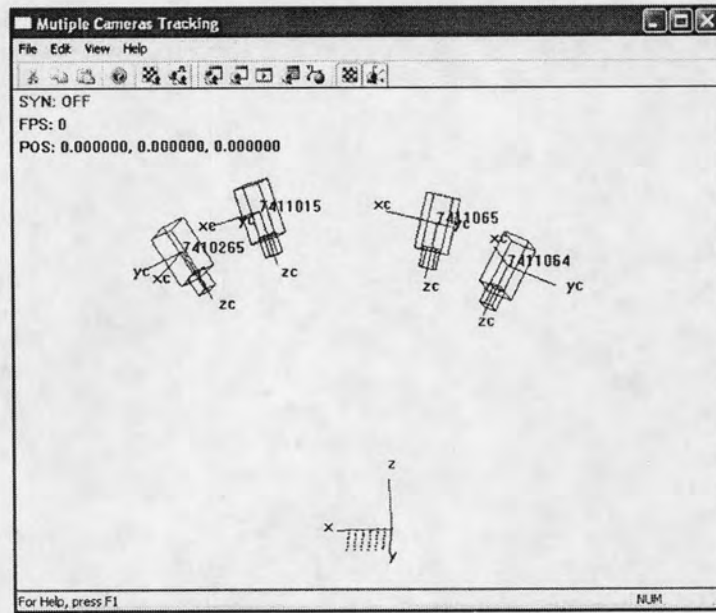 Mutiple Cameras Tracking
File Edit View Help
SYN: OFF
FPS: 0
POS: 0.000000, 0.000000, 0.000000
xc yc 7411015
zc
xc yc 7411065
zc
yc xc 7410265
zc
xc 7411064
yc
zc
z
x
y
For Help, press F1 NUM